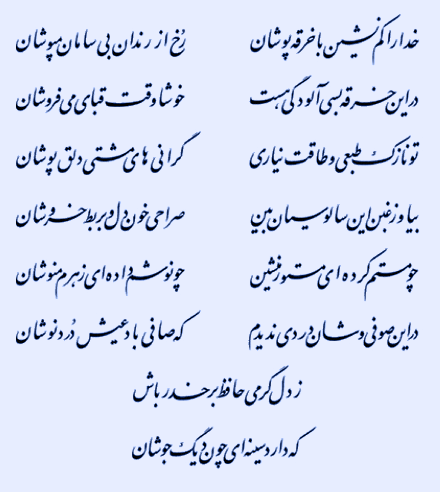 خدا را کم نشین با خرقه پوشان    رخ از رندان بی سامان مپوشان
در این خرقه بسی آلودگی هست    خوشا وقت قبای می فروشان
تو نازک طبعی و طاقت نیاری    گرانی های مشتی دلق پوشان
بیا و ز غبن این سالوسیان بین    صراحی خون دل و بربط خروشان
چو مستم کرده ای مستور منشین    چو نوشم داده ای زهرم منوشان
در این صوفی وشان دردی ندیدم    که صافی باد عیش دردنوشان
ز دل گرمی حافظ بر حذر باش
که دارد سینه ای چون دیگ جوشان